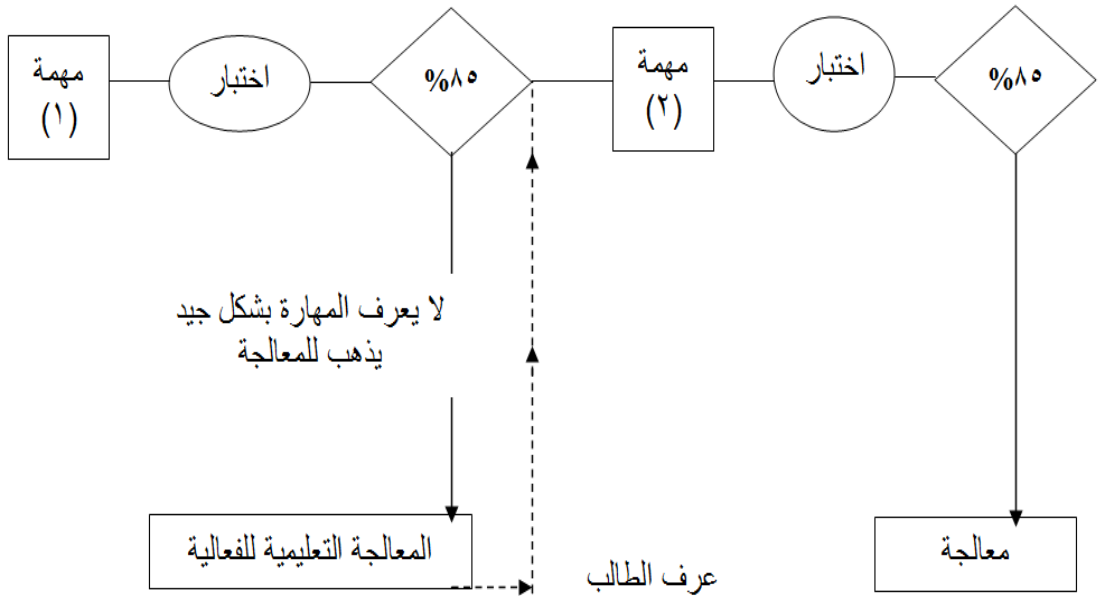 مهمة
(١)
اختبار
%٨٥
مهمة
(٢)
اختبار
%٨٥
لا يعرف المهارة بشكل جيد
يذهب للمعالجة
المعالجة التعليمية للفعالية
معالجة
عرف الطالب